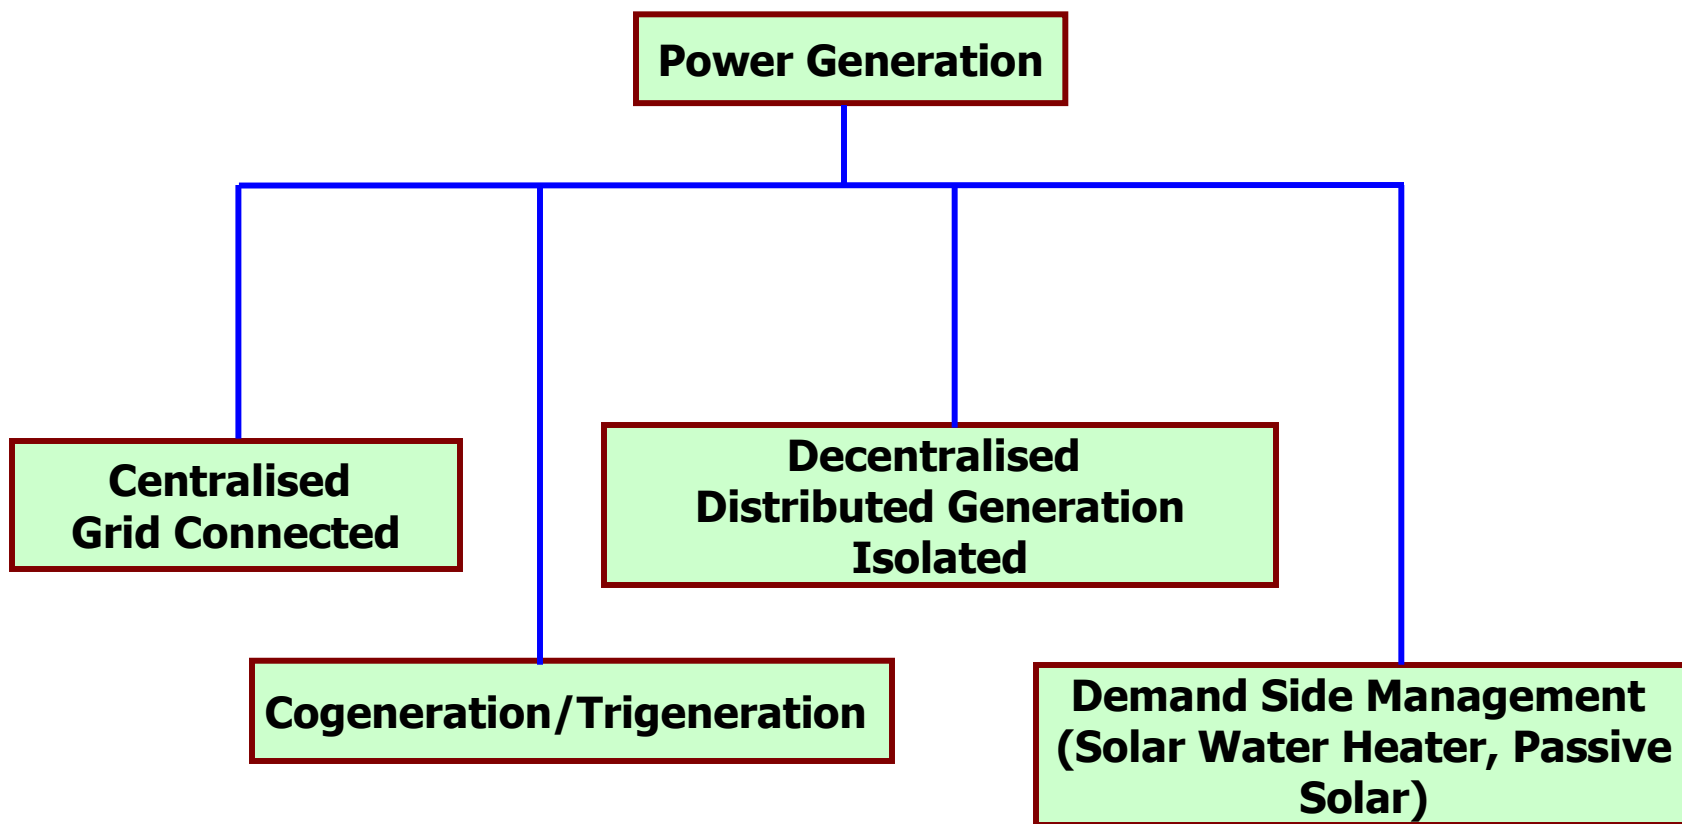 Power Generation
Centralised
Grid Connected
Decentralised
Distributed Generation
Isolated
Cogeneration/Trigeneration
Demand Side Management
(Solar Water Heater, Passive
Solar)